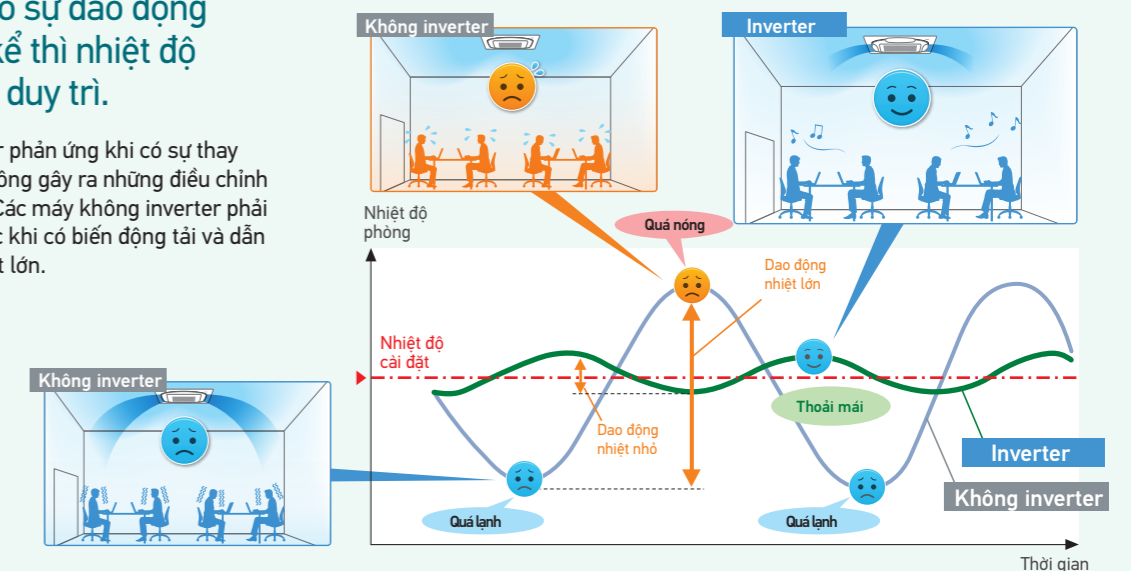 ó sự dao động
kể thì nhiệt độ
duy trì.
r phản ứng khi có sự thay
ông gây ra những điều chỉnh
Các máy không inverter phải
c khi có biến động tải và dẫn
t lớn.
Không inverter
Inverter
Nhiệt độ
phòng
Quá nóng
Dao động
nhiệt lớn
Nhiệt độ
cài đặt
Không inverter
Thoải mái
Dao động
nhiệt nhỏ
Inverter
Không inverter
Quá lạnh
Quá lạnh
Thời gian